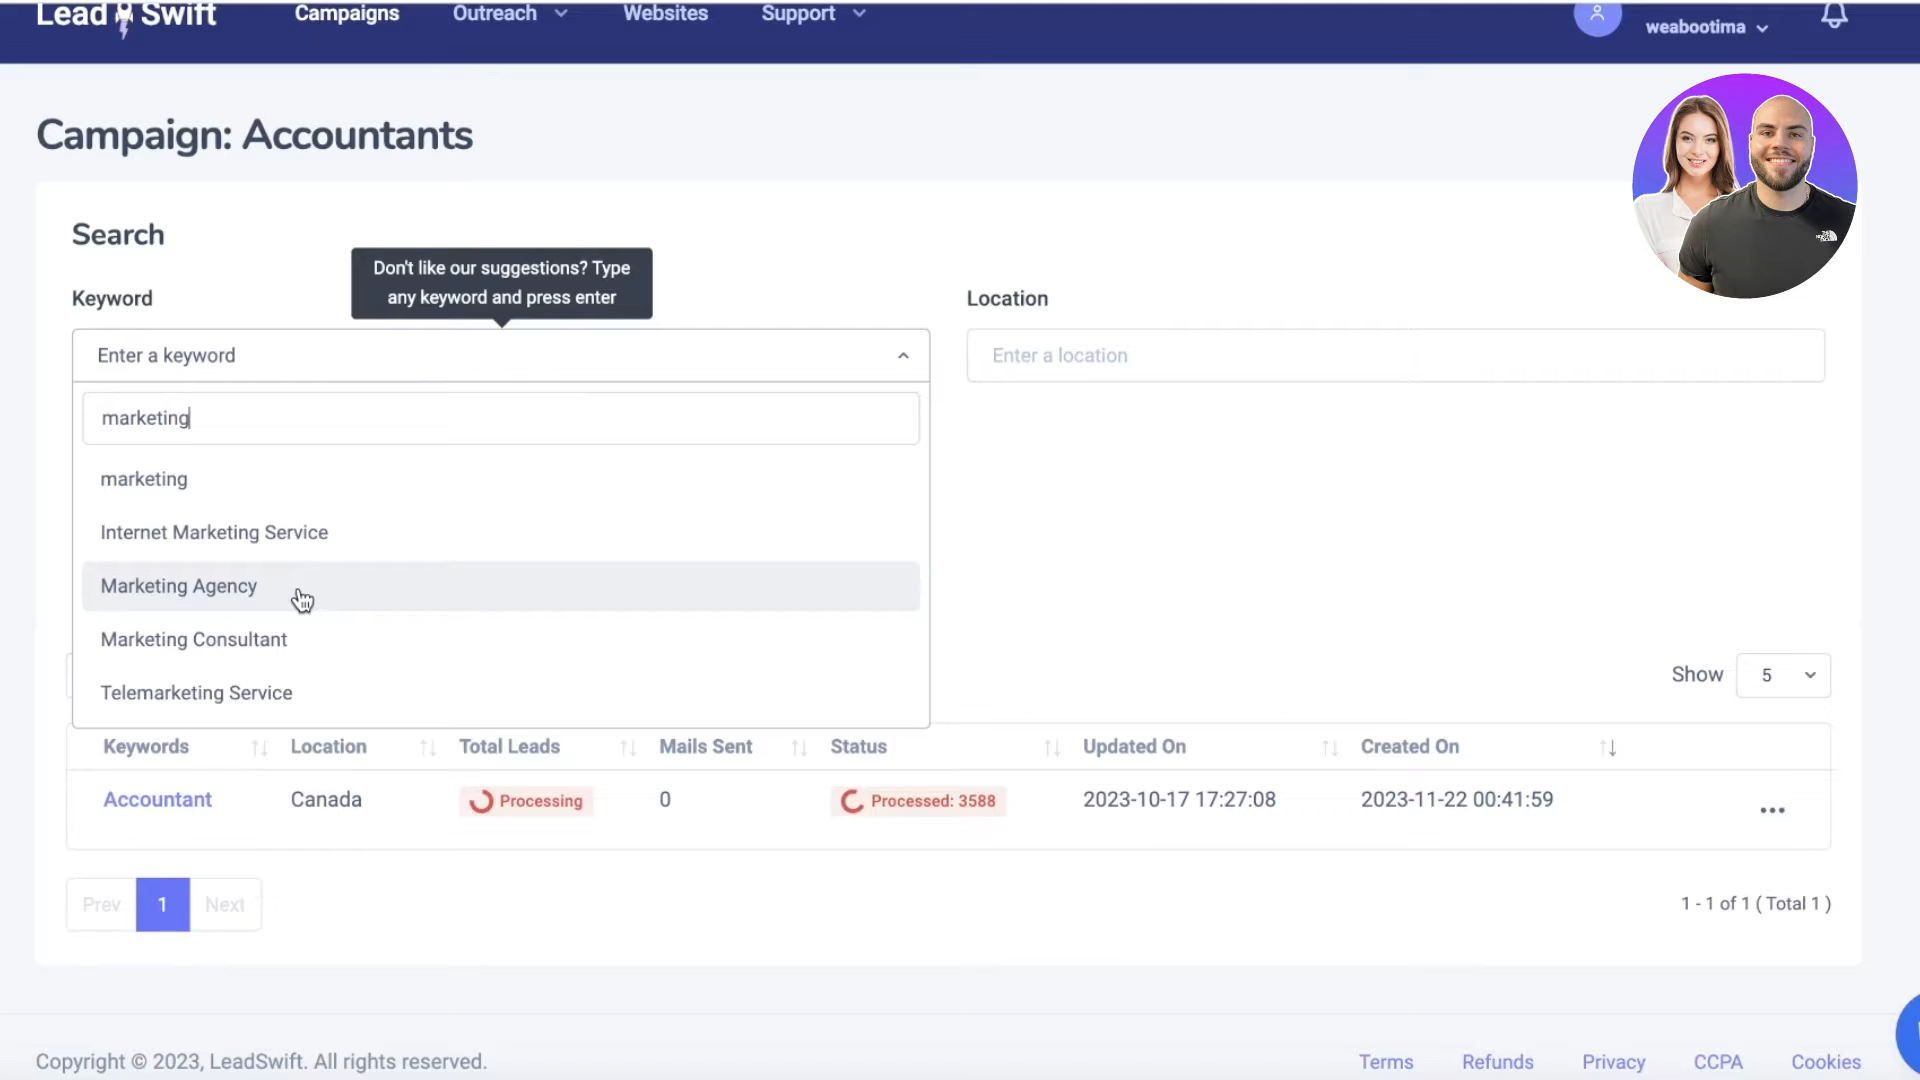 Lead Swift
Campaigns
Outreach
Websites
Support
weabootima
Campaign: Accountants
Search
Don't like our suggestions? Type
any keyword and press enter
Keyword
Location
Enter a keyword
Enter a location
marketing
marketing
Internet Marketing Service
Marketing Agency
Marketing Consultant
Telemarketing Service
Show 5
Keywords Location Total Leads Mails Sent Status Updated On Created On
Accountant Canada Processing 0 Processed: 3588 2023-10-17 17:27:08 2023-11-22 00:41:59
Prev 1 Next
1 - 1 of 1 ( Total 1 )
Copyright © 2023, LeadSwift. All rights reserved.
Terms Refunds Privacy CCPA Cookies